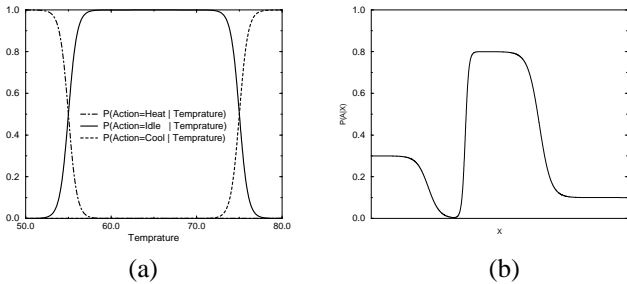 1.0
0.8
0.6
0.4
0.2
0.0
P(Action=Heat | Temprature)
P(Action=Idle | Temprature)
P(Action=Cool | Temprature)
50.0 60.0 70.0 80.0
Temprature
(a)
1.0
0.8
0.6
0.4
0.2
0.0
P(A|X)
X
(b)